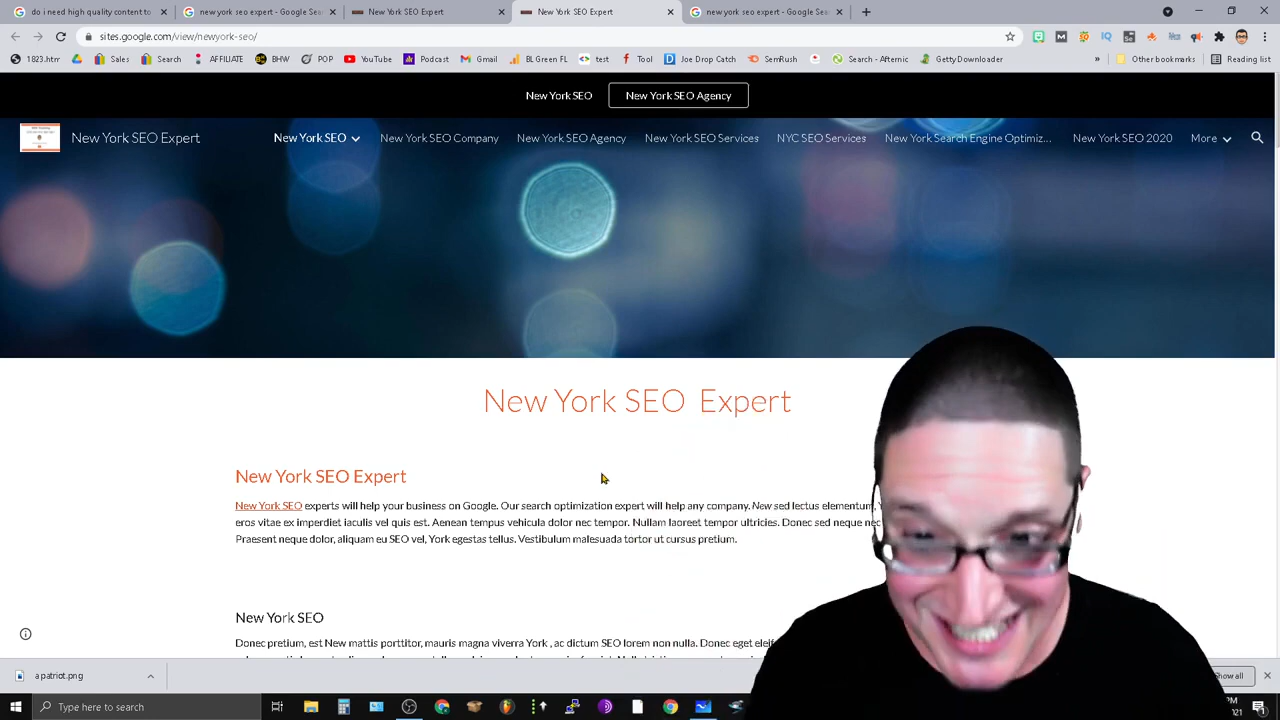 do i need high quality content to
new york seo expert - Google Sea
New York SEO Expert
New York SEO Expert
new york seo expert - Google Sea
sites.google.com/view/newyork-seo/
1823.htm
Sales
Search
AFFILIATE
BHW
POP
YouTube
Podcast
Gmail
BL Green FL
test
Tool
Joe Drop Catch
SemRush
Search - Afternic
GettyDownloader
»
Other bookmarks
Reading list
New York SEO
New York SEO Agency
New York SEO Expert
New York SEO
New York SEO Company
New York SEO Agency
New York SEO Services
NYC SEO Services
New York Search Engine Optimiz...
New York SEO 2020
More
New York SEO Expert
New York SEO Expert
New York SEO experts will help your business on Google. Our search optimization expert will help any company. New sed lectus elementum,
eros vitae ex imperdiet iaculis vel quis est. Aenean tempus vehicula dolor nec tempor. Nullam laoreet tempor ultricies. Donec sed neque nec
Praesent neque dolor, aliquam eu SEO vel, York egestas tellus. Vestibulum malesuada tortor ut cursus pretium.
New York SEO
Donec pretium, est New mattis porttitor, mauris magna viverra York , ac dictum SEO lorem non nulla. Donec eget
a patriot.png
Show all
Type here to search